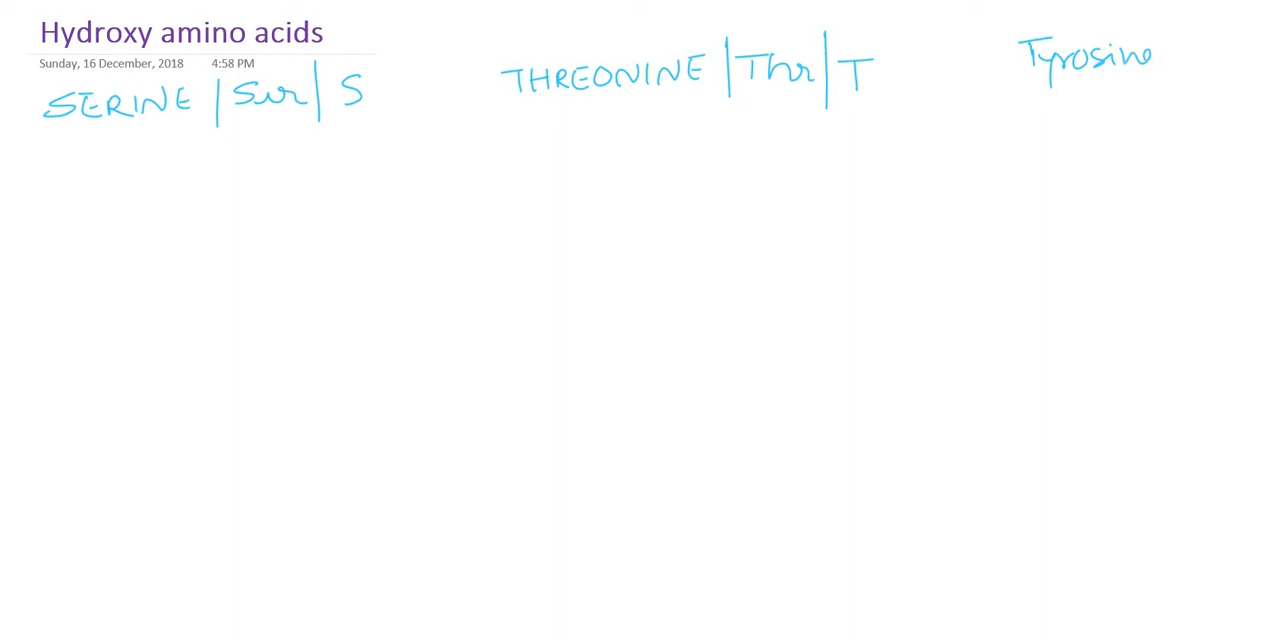 Hydroxy amino acids
Sunday, 16 December, 2018 4:58 PM
SERINE | Ser | S
THREONINE | Thr | T
Tyrosine